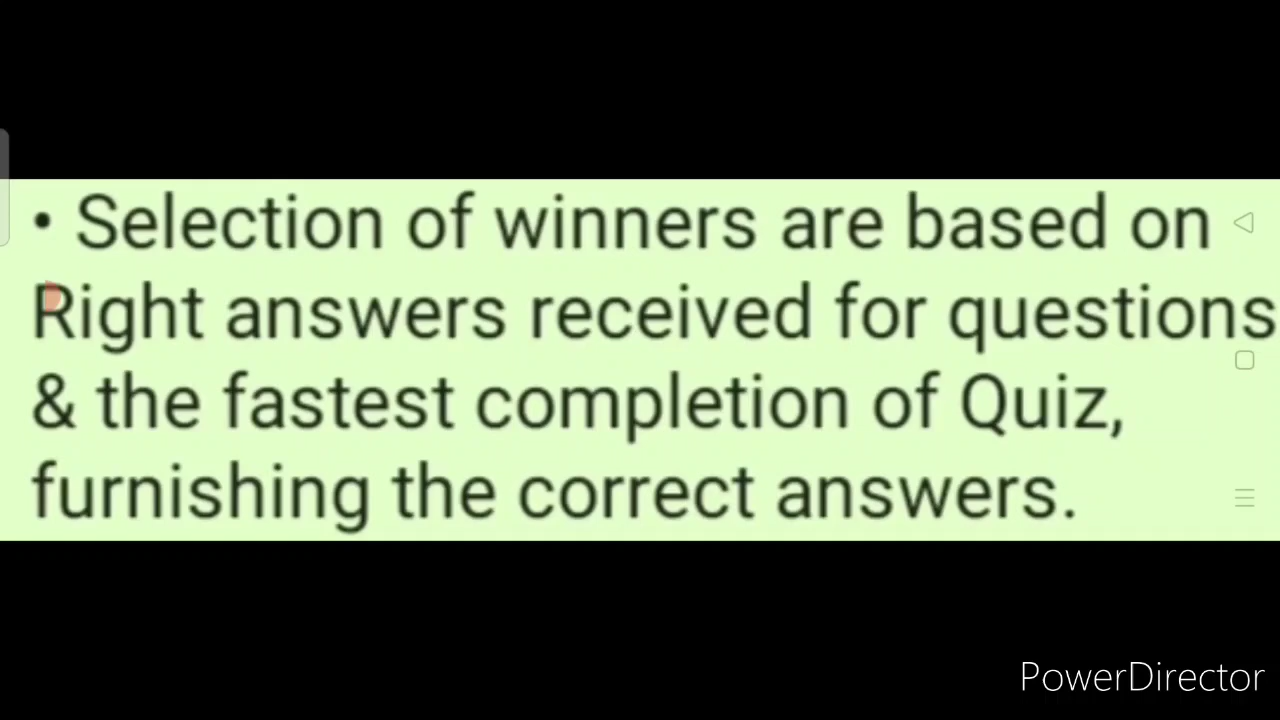 • Selection of winners are based on
Right answers received for questions
& the fastest completion of Quiz,
furnishing the correct answers.
PowerDirector